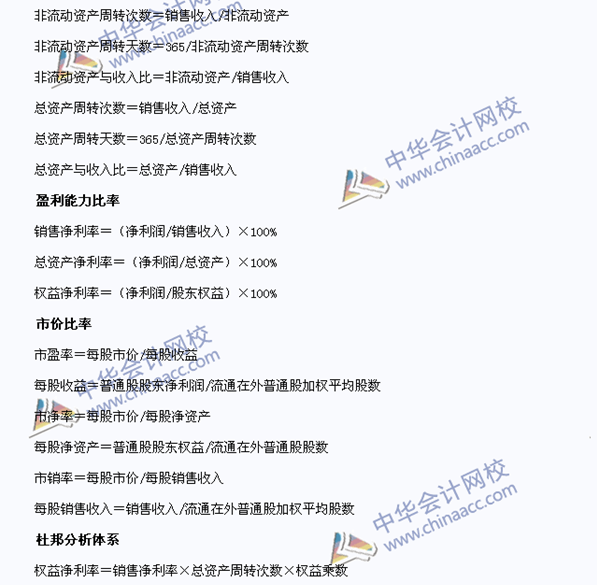 非流动资产周转次数＝销售收入/非流动资产
非流动资产周转天数＝365/非流动资产周转次数
非流动资产与收入比＝非流动资产/销售收入
总资产周转次数＝销售收入/总资产
总资产周转天数＝365/总资产周转次数
总资产与收入比＝总资产/销售收入
盈利能力比率
销售净利率＝（净利润/销售收入）×100%
总资产净利率＝（净利润/总资产）×100%
权益净利率＝（净利润/股东权益）×100%
市价比率
市盈率＝每股市价/每股收益
每股收益＝普通股股东净利润/流通在外普通股加权平均股数
市净率＝每股市价/每股净资产
每股净资产＝普通股股东权益/流通在外普通股股数
市销率＝每股市价/每股销售收入
每股销售收入＝销售收入/流通在外普通股加权平均股数
杜邦分析体系
权益净利率＝销售净利率×总资产周转次数×权益乘数
中华会计网校
www.chinaacc.com
中华会计网校
www.chinaacc.com
中华会计网校
www.chinaacc.com
中华会计网校
www.chinaacc.com